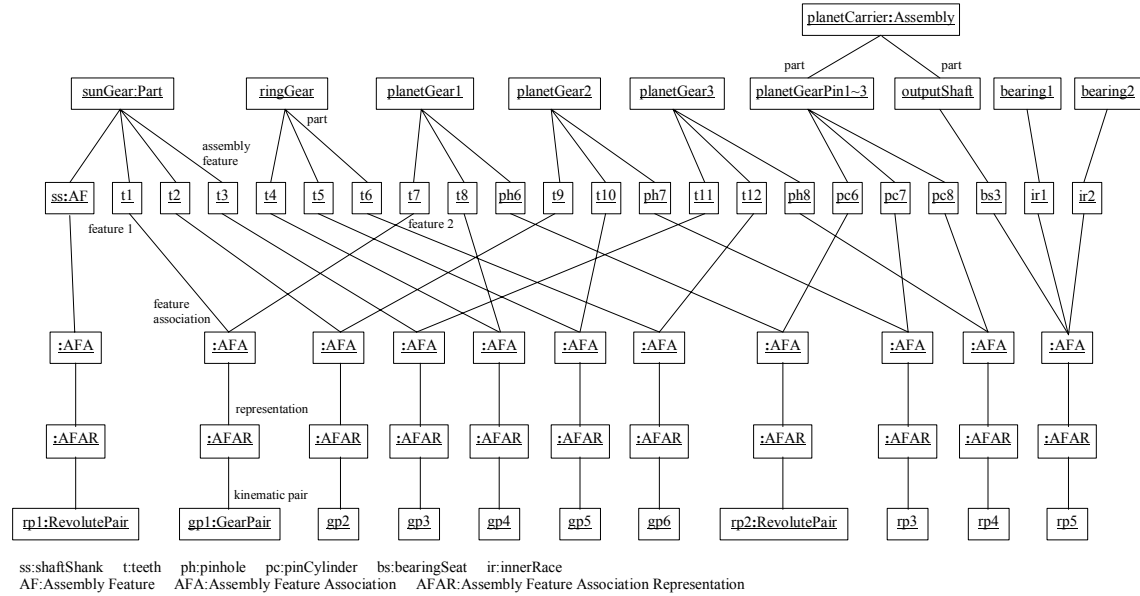 planetCarrier:Assembly
part part
sunGear:Part ringGear planetGear1 planetGear2 planetGear3 planetGearPin1~3 outputShaft bearing1 bearing2
part
assembly
feature
ss:AF t1 t2 t3 t4 t5 t6 t7 t8 ph6 t9 t10 ph7 t11 t12 ph8 pc6 pc7 pc8 bs3 ir1 ir2
feature 1 feature 2
feature
association
:AFA :AFA :AFA :AFA :AFA :AFA :AFA :AFA :AFA :AFA :AFA
representation
:AFAR :AFAR :AFAR :AFAR :AFAR :AFAR :AFAR :AFAR :AFAR :AFAR :AFAR
kinematic pair
rp1:RevolutePair gp1:GearPair gp2 gp3 gp4 gp5 gp6 rp2:RevolutePair rp3 rp4 rp5
ss:shaftShank t:teeth ph:pinhole pc:pinCylinder bs:bearingSeat ir:innerRace
AF:Assembly Feature AFA:Assembly Feature Association AFAR:Assembly Feature Association Representation